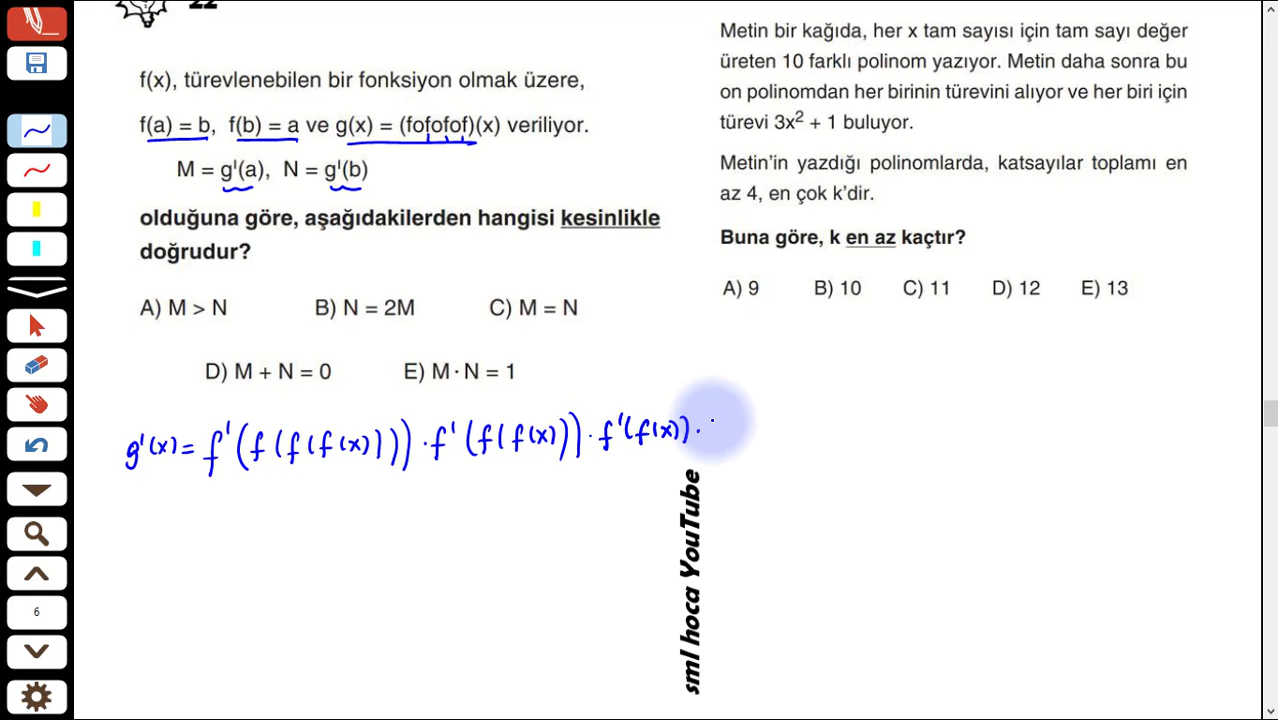 22
f(x), türevlenebilen bir fonksiyon olmak üzere,
f(a) = b, f(b) = a ve g(x) = (fofofof)(x) veriliyor.
M = g'(a), N = g'(b)
olduğuna göre, aşağıdakilerden hangisi kesinlikle
doğrudur?
A) M > N B) N = 2M C) M = N
D) M + N = 0 E) M · N = 1
g'(x) = f'(f(f(f(x)))) · f'(f(f(x))) · f'(f(x)) ·
Metin bir kağıda, her x tam sayısı için tam sayı değer
üreten 10 farklı polinom yazıyor. Metin daha sonra bu
on polinomdan her birinin türevini alıyor ve her biri için
türevi 3x² + 1 buluyor.
Metin'in yazdığı polinomlarda, katsayılar toplamı en
az 4, en çok k'dir.
Buna göre, k en az kaçtır?
A) 9 B) 10 C) 11 D) 12 E) 13
sml hoca YouTube
6